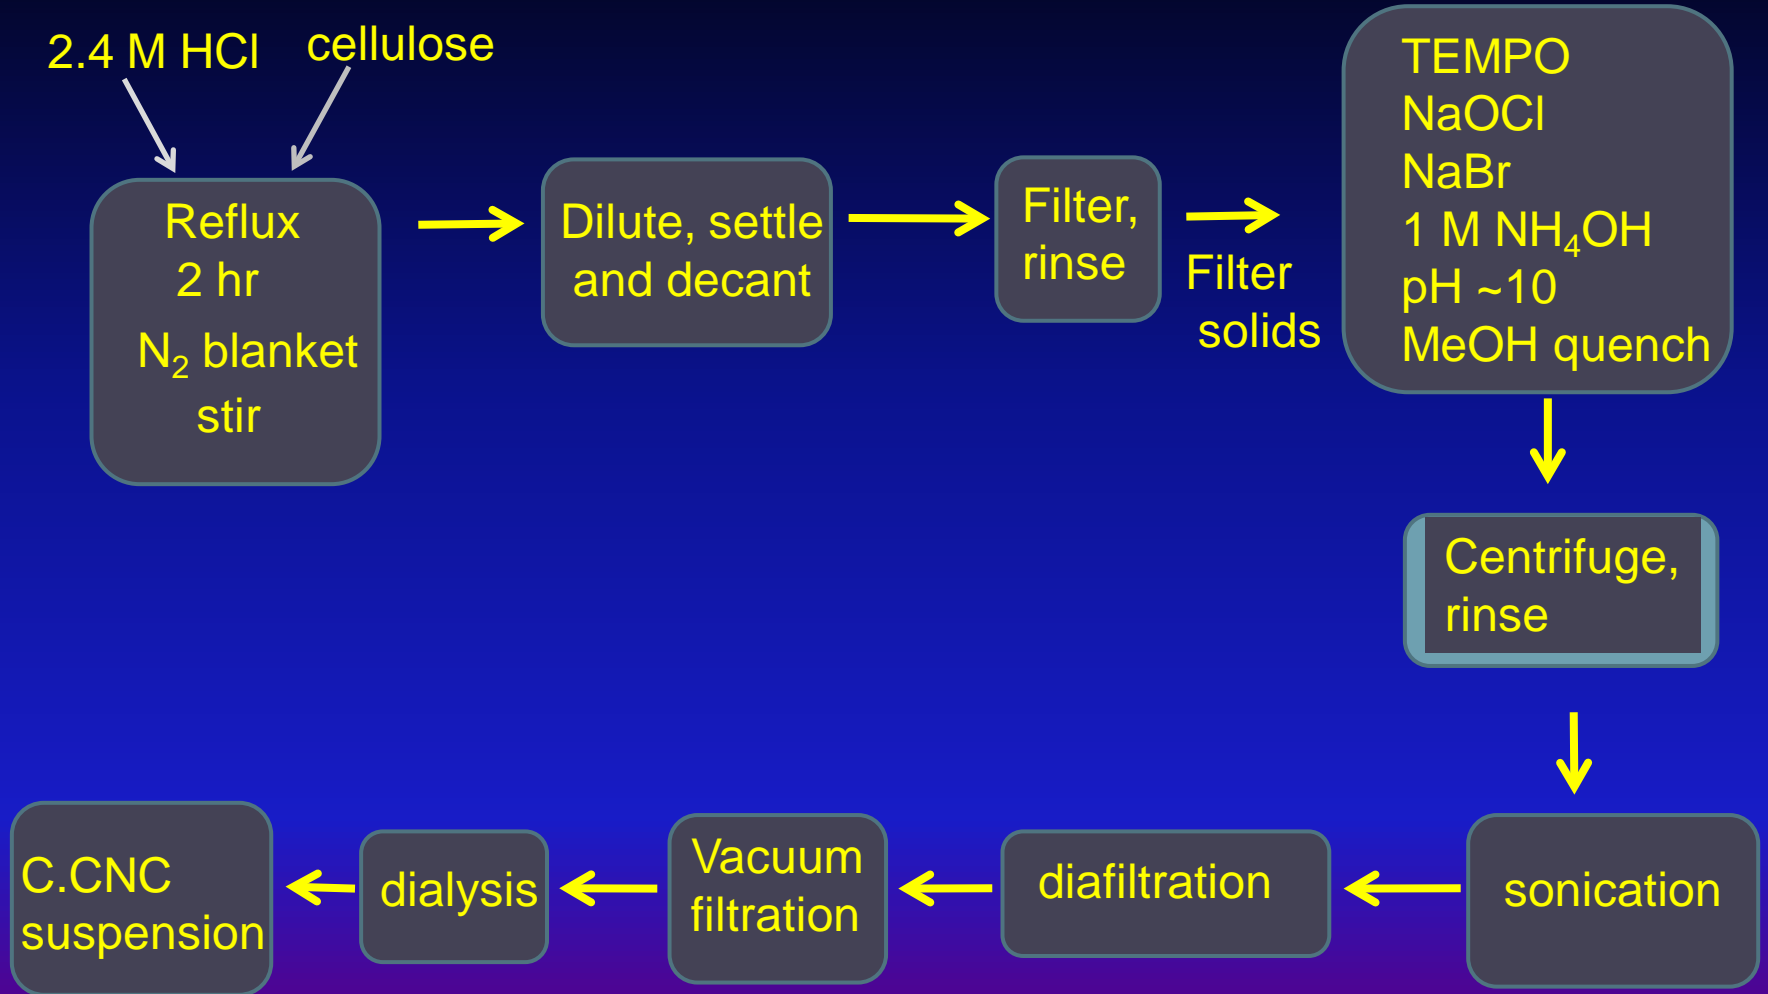 2.4 M HCl
cellulose
Reflux
2 hr
N₂ blanket
stir
Dilute, settle
and decant
Filter,
rinse
Filter
solids
TEMPO
NaOCl
NaBr
1 M NH₄OH
pH ~10
MeOH quench
Centrifuge,
rinse
sonication
diafiltration
Vacuum
filtration
dialysis
C.CNC
suspension